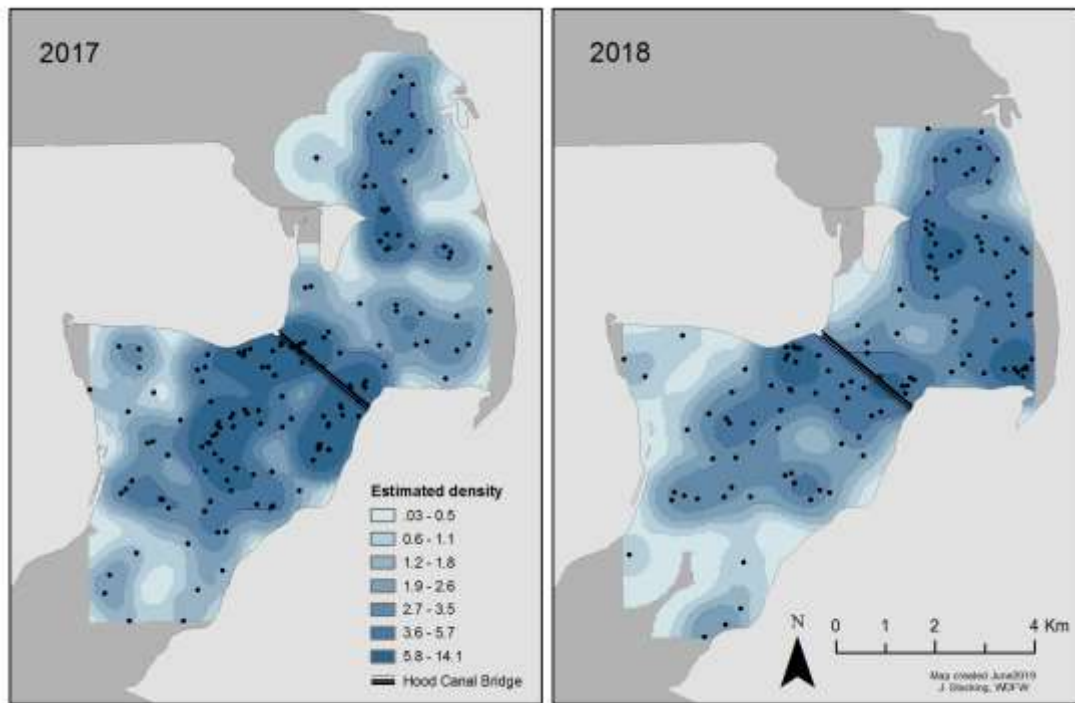 2017
2018
Estimated density
.03 - 0.5
0.6 - 1.1
1.2 - 1.8
1.9 - 2.6
2.7 - 3.5
3.6 - 5.7
5.8 - 14.1
Hood Canal Bridge
N
0 1 2 4 Km
Map created June2019
J. WDFW